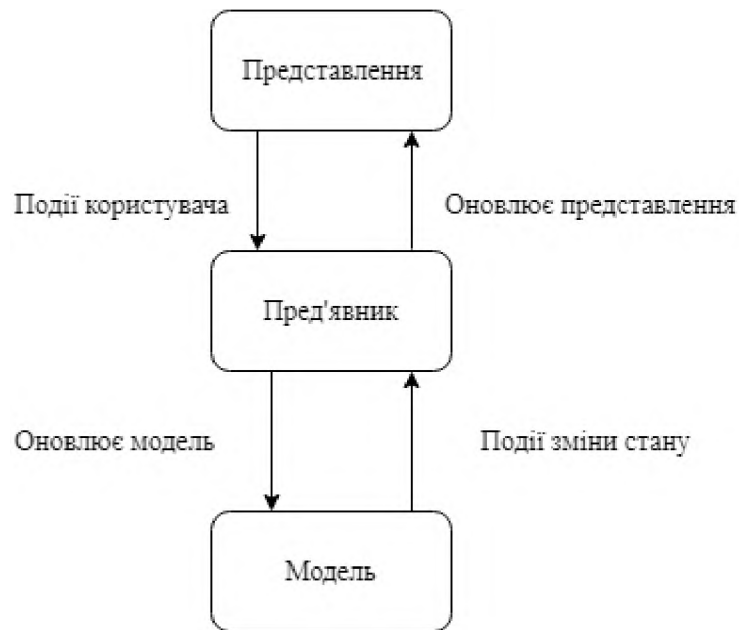 Представлення
Події користувача
Оновлює представлення
Пред'явник
Оновлює модель
Події зміни стану
Модель